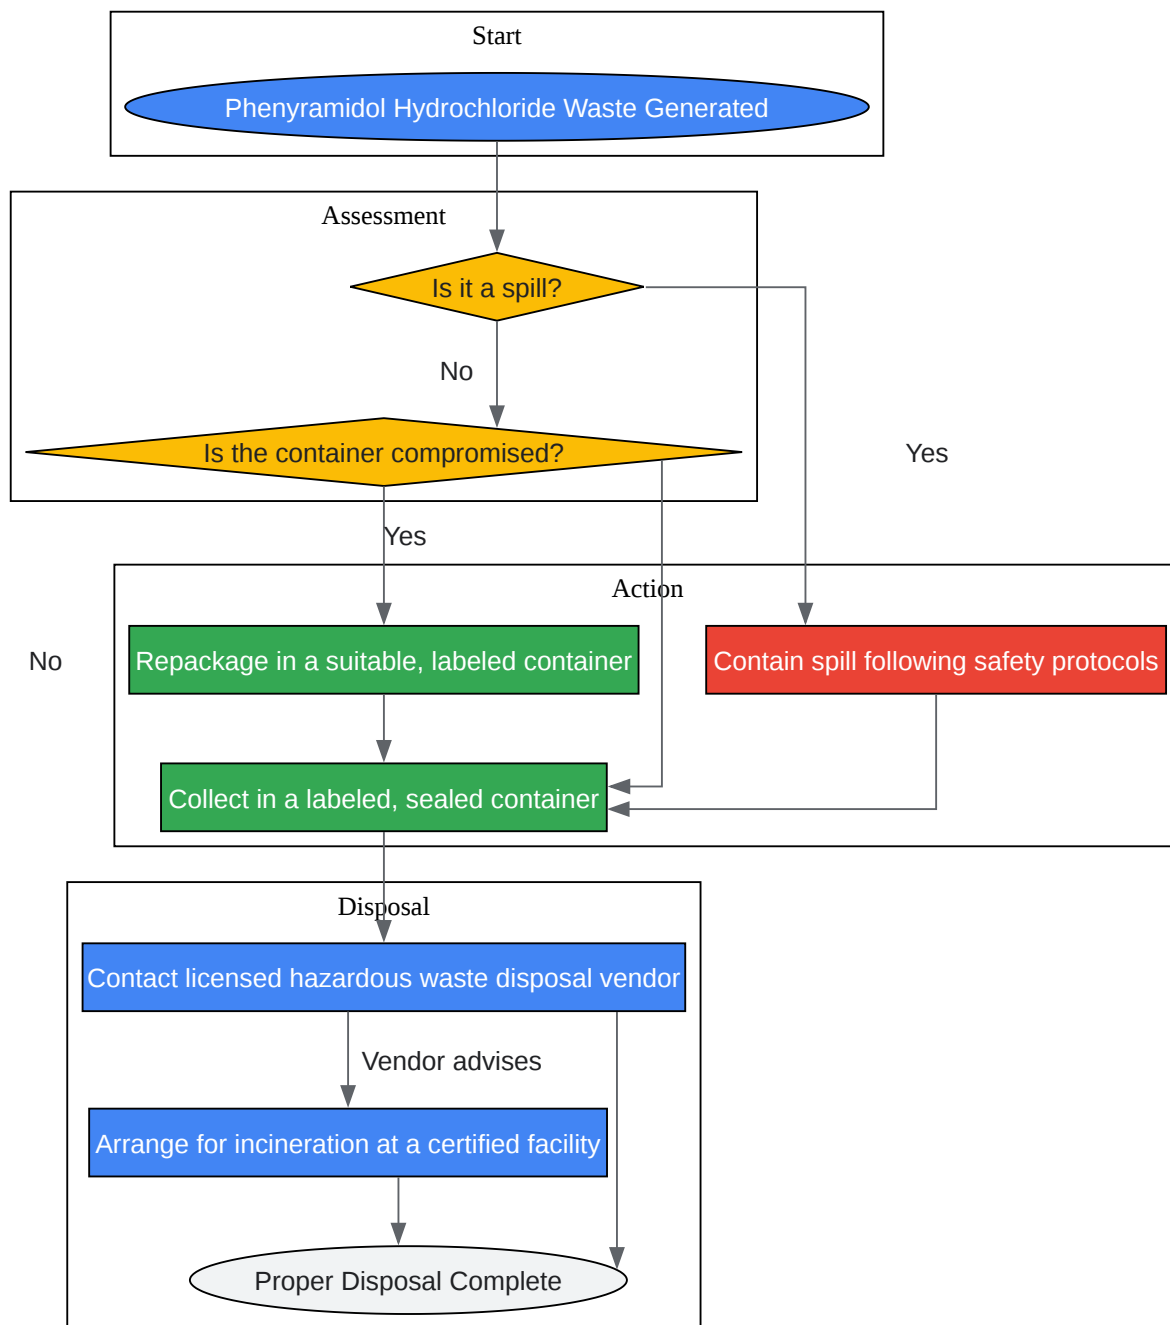 Start
Phenyramidol Hydrochloride Waste Generated
Assessment
Is it a spill?
No
Is the container compromised?
Yes
Yes
Action
Repackage in a suitable, labeled container
No
Contain spill following safety protocols
Collect in a labeled, sealed container
Disposal
Contact licensed hazardous waste disposal vendor
Vendor advises
Arrange for incineration at a certified facility
Proper Disposal Complete